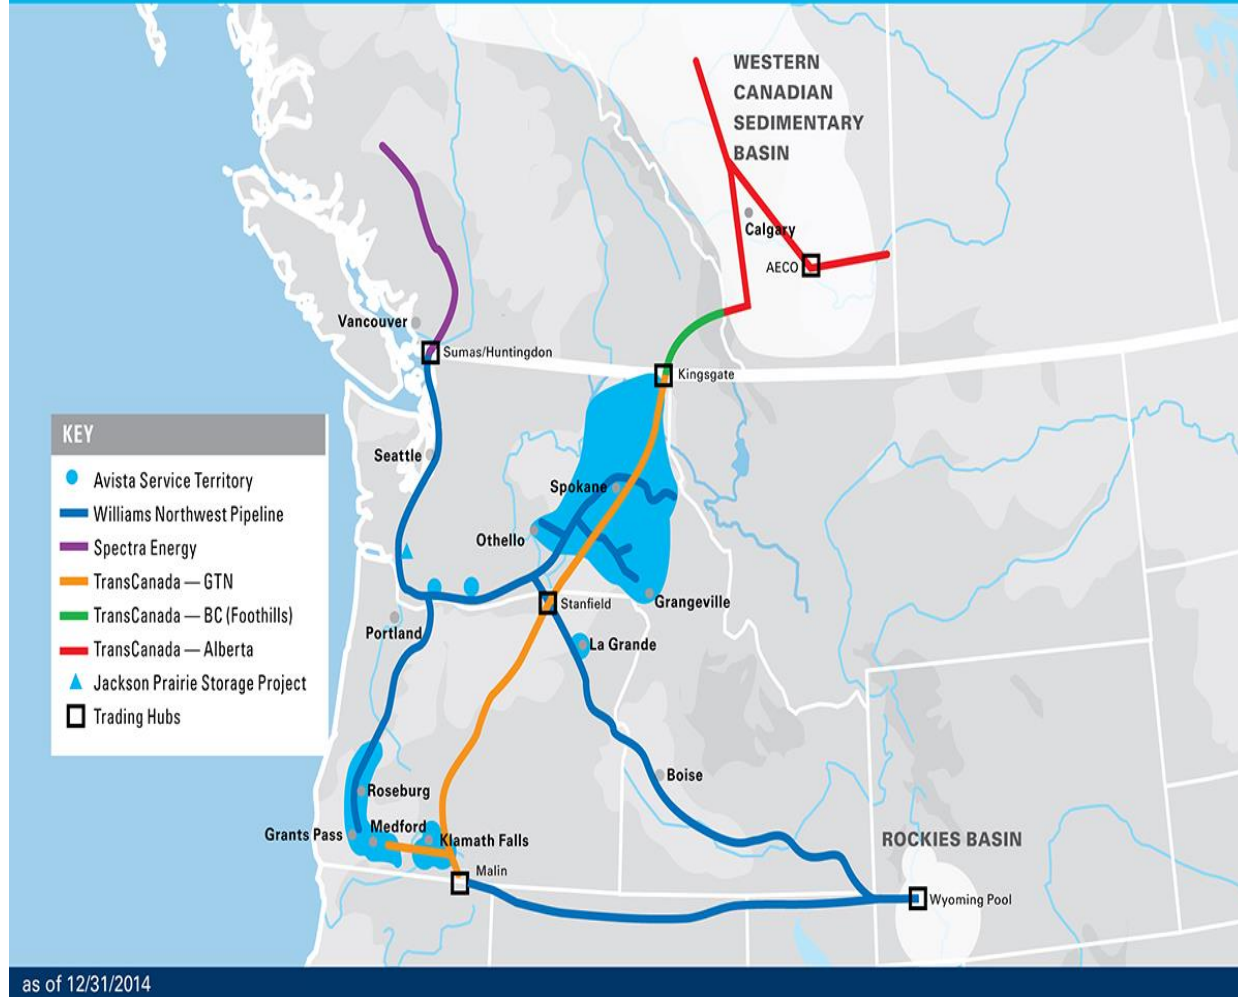 WESTERN
CANADIAN
SEDIMENTARY
BASIN
Calgary
AECO
Vancouver
Sumas/Huntingdon
Kingsgate
KEY
Avista Service Territory
Williams Northwest Pipeline
Spectra Energy
TransCanada — GTN
TransCanada — BC (Foothills)
TransCanada — Alberta
Jackson Prairie Storage Project
Trading Hubs
Seattle
Spokane
Othello
Stanfield
Grangeville
Portland
La Grande
Boise
Roseburg
Medford
Grants Pass
Klamath Falls
Malin
ROCKIES BASIN
Wyoming Pool
as of 12/31/2014